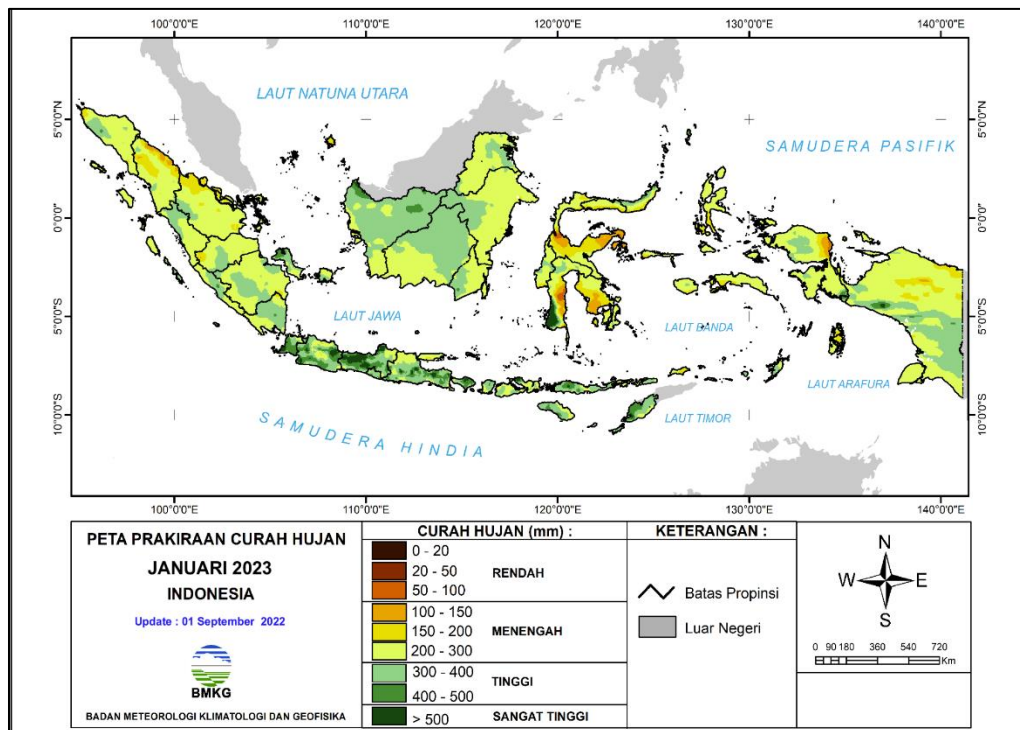 100°0'0"E 110°0'0"E 120°0'0"E 130°0'0"E 140°0'0"E
LAUT NATUNA UTARA
5°0'0"N 5°0'0"N
SAMUDERA PASIFIK
0°0'0" 0°0'0"
LAUT JAWA
LAUT BANDA
5°0'0"S 5°0'0"S
LAUT ARAFURA
LAUT TIMOR
10°0'0"S 10°0'0"S
SAMUDERA HINDIA
100°0'0"E 110°0'0"E 120°0'0"E 130°0'0"E 140°0'0"E
PETA PRAKIRAAN CURAH HUJAN
JANUARI 2023
INDONESIA
Update : 01 September 2022
BMKG
BADAN METEOROLOGI KLIMATOLOGI DAN GEOFISIKA
CURAH HUJAN (mm) :
0 - 20
20 - 50
RENDAH
50 - 100
100 - 150
150 - 200
MENENGAH
200 - 300
300 - 400
TINGGI
400 - 500
> 500
SANGAT TINGGI
KETERANGAN :
Batas Propinsi
Luar Negeri
N
W E
S
0 90 180 360 540 720
Km